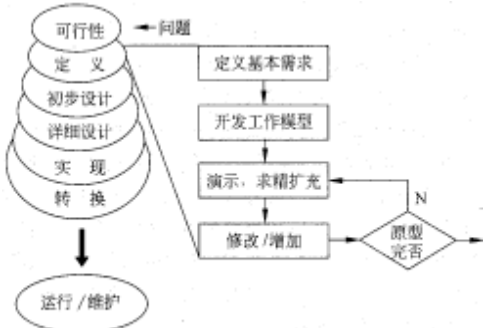 可行性
问题
定 义
初步设计
详细设计
实 现
转 换
运行/维护
定义基本需求
开发工作模型
演示、求精扩充
修改/增加
原型
完否
N